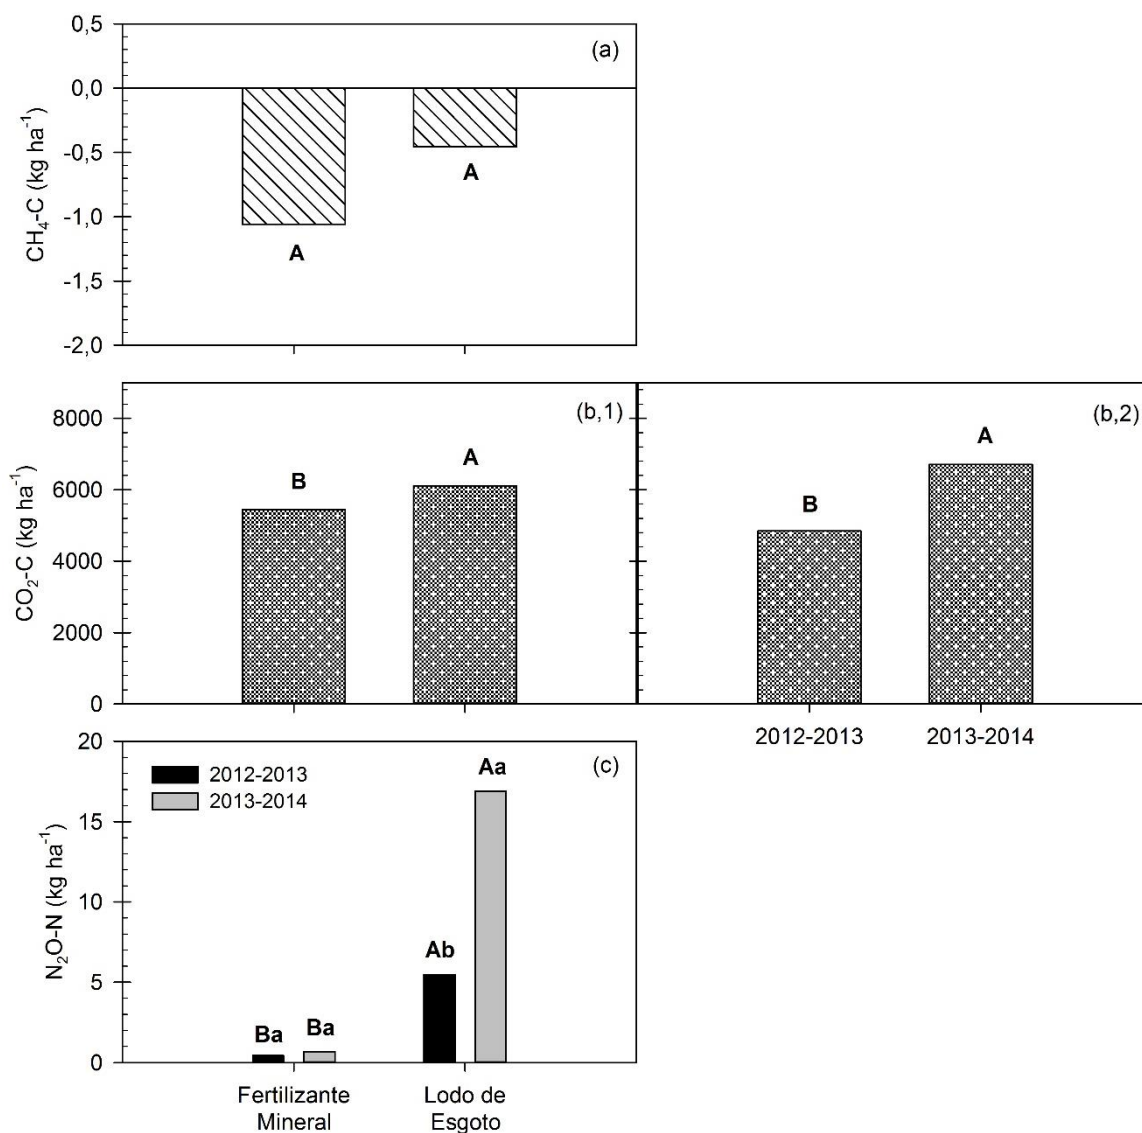 (a)
0,5
0,0
-0,5
-1,0
-1,5
-2,0
CH₄-C (kg ha⁻¹)
A
A
(b,1)
(b,2)
8000
6000
4000
2000
0
CO₂-C (kg ha⁻¹)
B
A
B
A
2012-2013
2013-2014
(c)
20
15
10
5
0
N₂O-N (kg ha⁻¹)
2012-2013
2013-2014
Ba
Ba
Ab
Aa
Fertilizante
Mineral
Lodo de
Esgoto